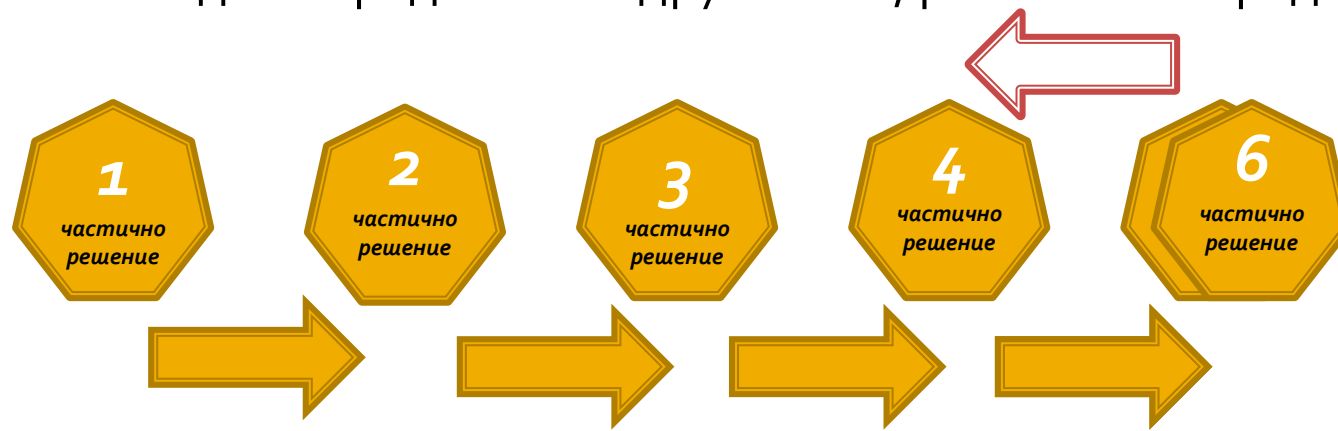 1
частично
решение
2
частично
решение
3
частично
решение
4
частично
решение
6
частично
решение